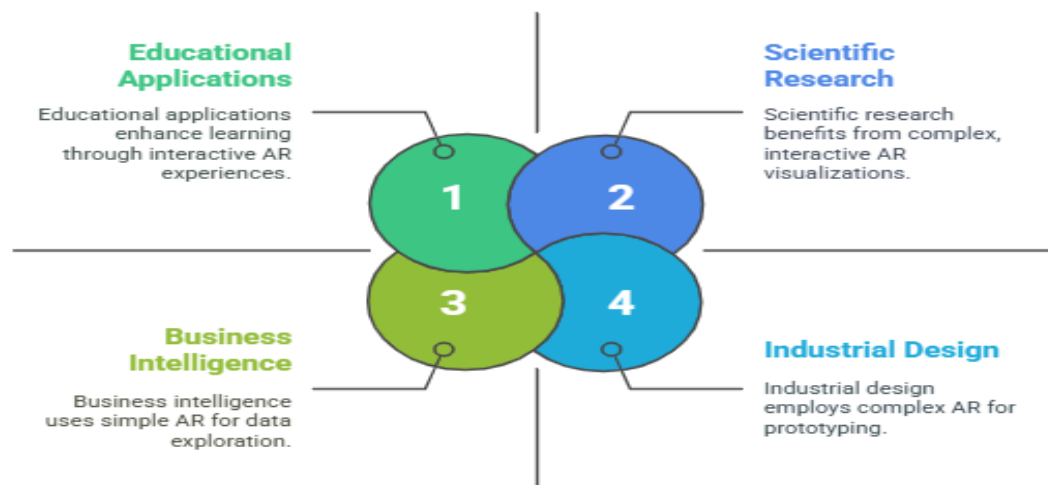 Educational
Applications
Educational applications
enhance learning
through interactive AR
experiences.
Scientific
Research
Scientific research
benefits from complex,
interactive AR
visualizations.
1
2
3
4
Business
Intelligence
Business intelligence
uses simple AR for data
exploration.
Industrial Design
Industrial design
employs complex AR for
prototyping.